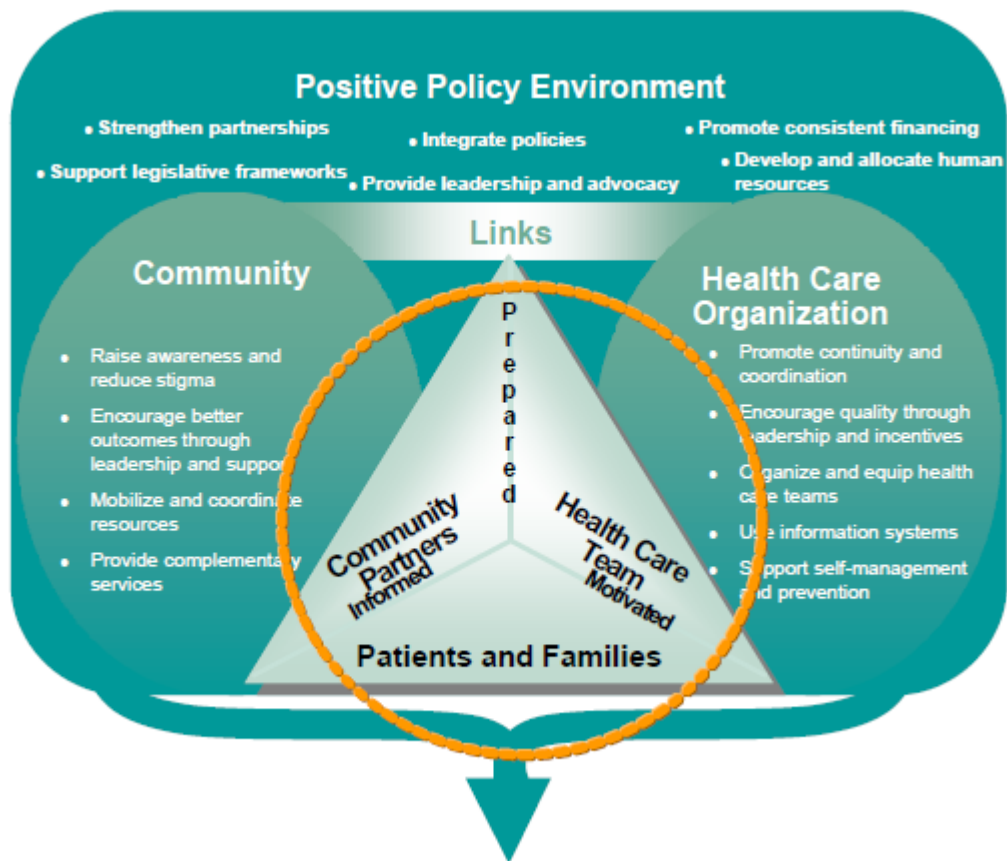 Positive Policy Environment
• Strengthen partnerships
• Integrate policies
• Promote consistent financing
• Support legislative frameworks
• Provide leadership and advocacy
• Develop and allocate human
resources
Links
Community
• Raise awareness and
reduce stigma
• Encourage better
outcomes through
leadership and support
• Mobilize and coordinate
resources
• Provide complementary
services
Prepared
Community
Partners
Informed
Health Care
Team
Motivated
Patients and Families
Health Care
Organization
• Promote continuity and
coordination
• Encourage quality through
leadership and incentives
• Organize and equip health
care teams
• Use information systems
• Support self-management
and prevention